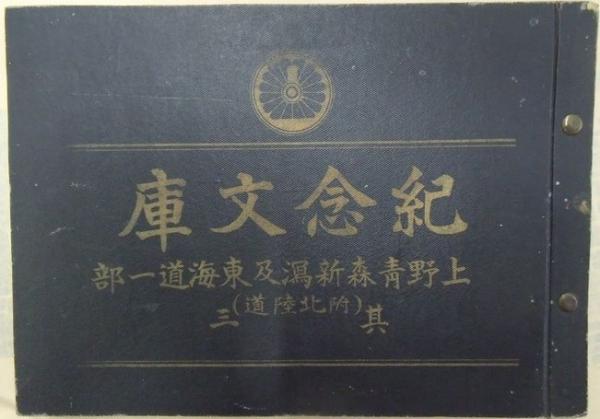 紀念文庫
上野青森新潟及東海道一部
(附北陸道)
其三